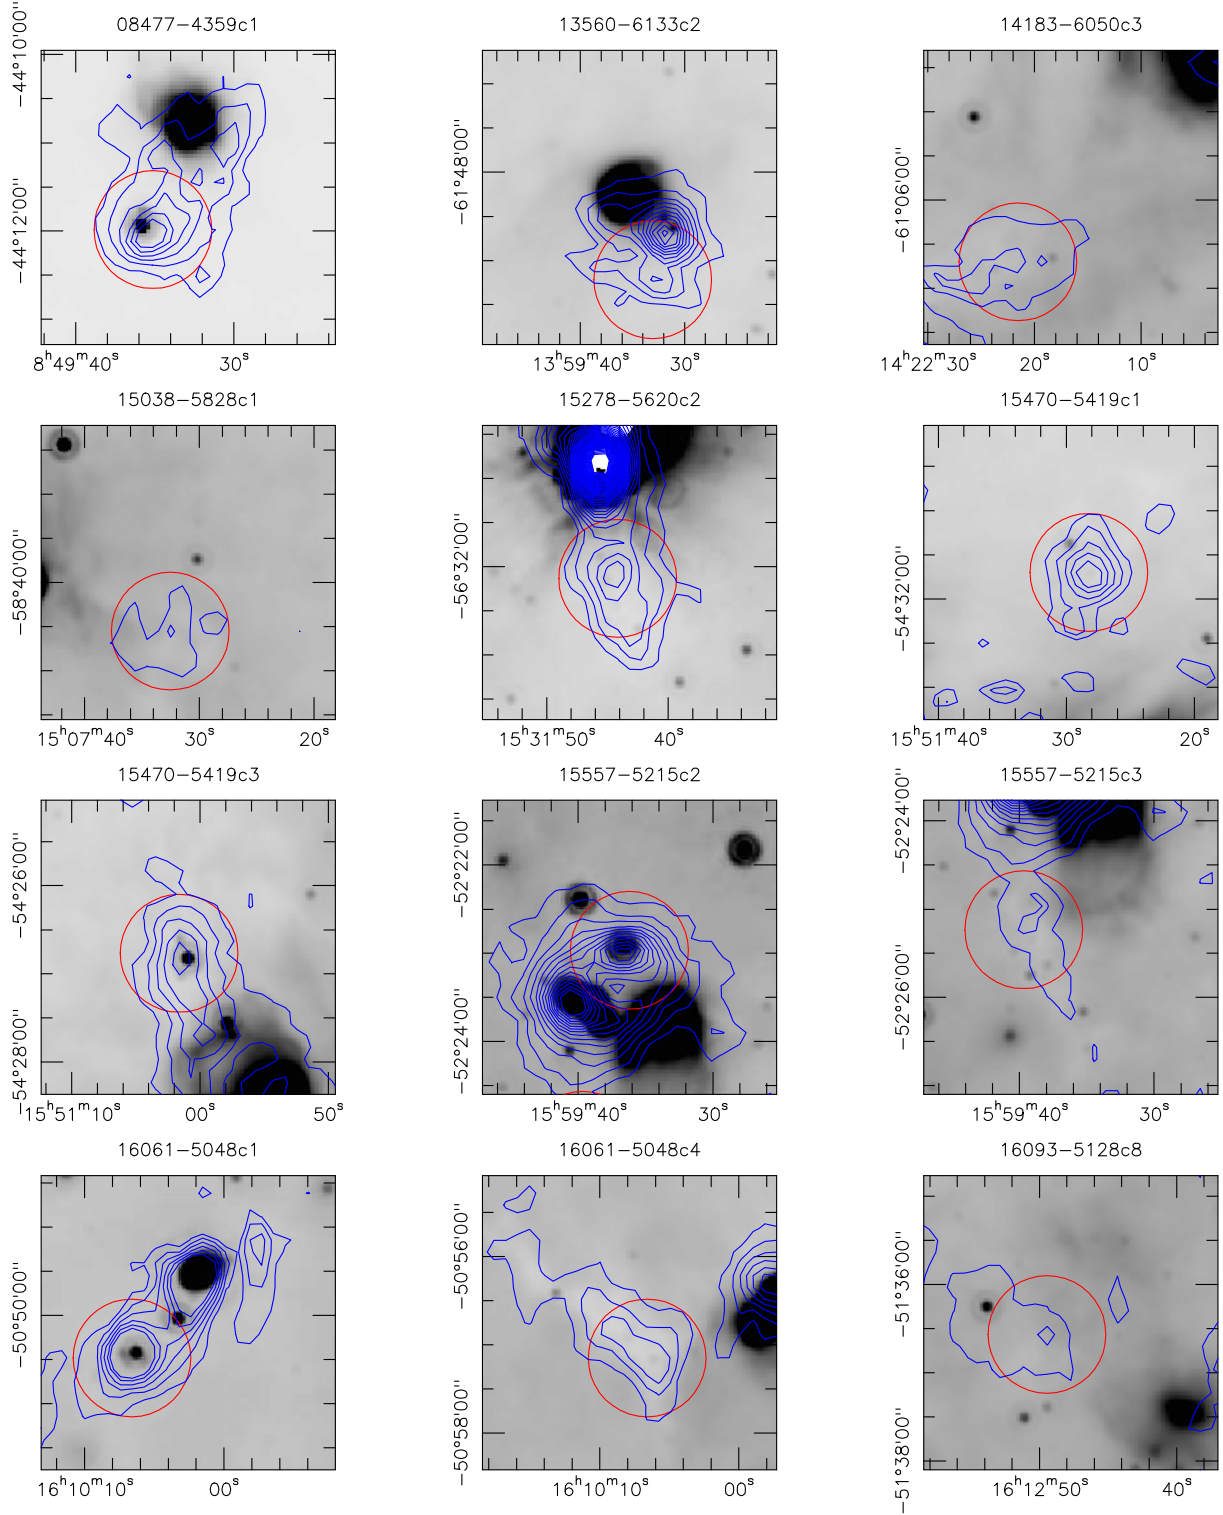 08477−4359c1
13560−6133c2
14183−6050c3
−44°10'00''
−44°12'00''
−61°48'00''
−61°06'00''
8ʰ49ᵐ40ˢ 30ˢ
13ʰ59ᵐ40ˢ 30ˢ
14ʰ22ᵐ30ˢ 20ˢ 10ˢ
15038−5828c1
15278−5620c2
15470−5419c1
−58°40'00''
−56°32'00''
−54°32'00''
15ʰ07ᵐ40ˢ 30ˢ 20ˢ
15ʰ31ᵐ50ˢ 40ˢ
15ʰ51ᵐ40ˢ 30ˢ 20ˢ
15470−5419c3
15557−5215c2
15557−5215c3
−54°26'00''
−54°28'00''
−52°22'00''
−52°24'00''
−52°24'00''
−52°26'00''
15ʰ51ᵐ10ˢ 00ˢ 50ˢ
15ʰ59ᵐ40ˢ 30ˢ
15ʰ59ᵐ40ˢ 30ˢ
16061−5048c1
16061−5048c4
16093−5128c8
−50°50'00''
−50°56'00''
−50°58'00''
−51°36'00''
−51°38'00''
16ʰ10ᵐ10ˢ 00ˢ
16ʰ10ᵐ10ˢ 00ˢ
16ʰ12ᵐ50ˢ 40ˢ